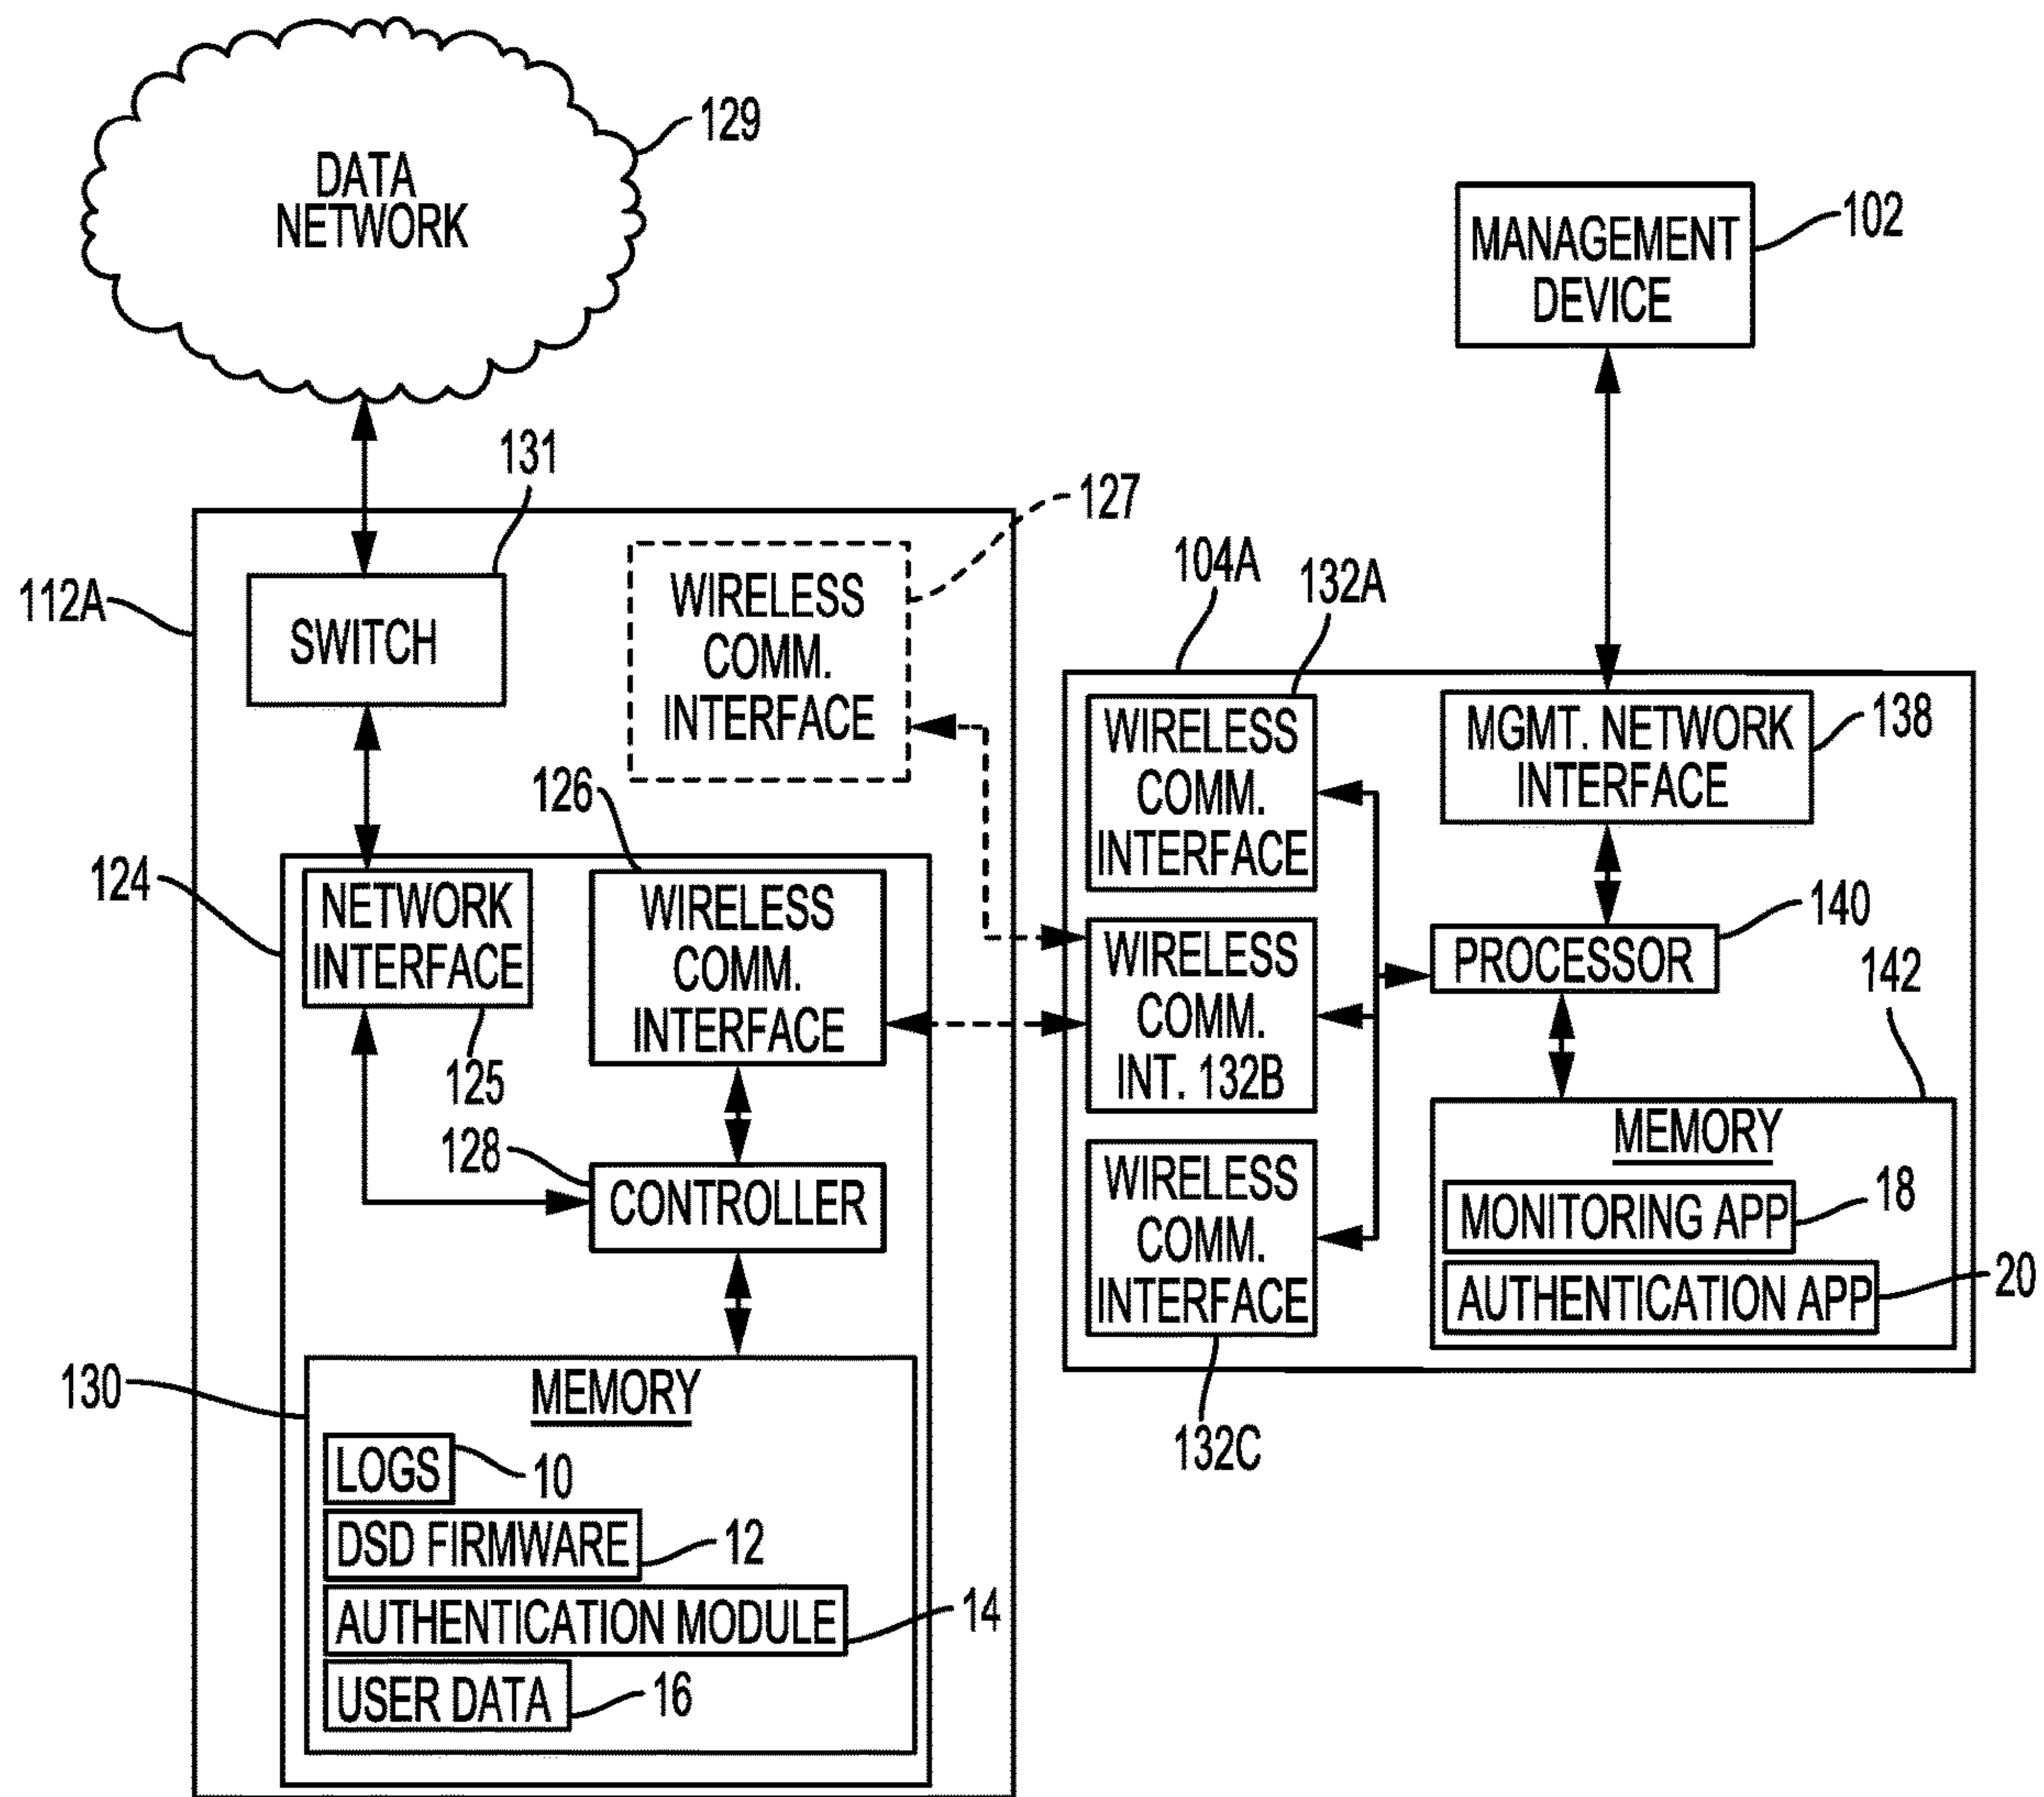 DATA
NETWORK
129
MANAGEMENT
DEVICE
102
131
127
112A
SWITCH
WIRELESS
COMM.
INTERFACE
104A
132A
WIRELESS
COMM.
INTERFACE
MGMT. NETWORK
INTERFACE
138
126
124
NETWORK
INTERFACE
125
WIRELESS
COMM.
INTERFACE
WIRELESS
COMM.
INT. 132B
PROCESSOR
140
142
128
CONTROLLER
WIRELESS
COMM.
INTERFACE
132C
MEMORY
MONITORING APP
18
AUTHENTICATION APP
20
130
MEMORY
LOGS
10
DSD FIRMWARE
12
AUTHENTICATION MODULE
14
USER DATA
16